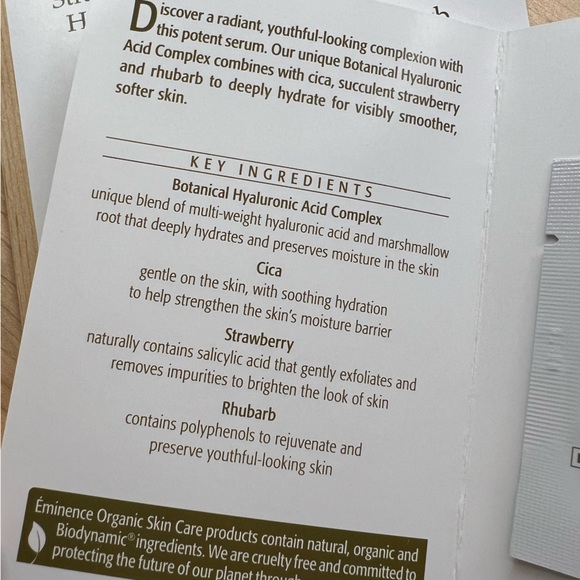 H
Discover a radiant, youthful-looking complexion with
this potent serum. Our unique Botanical Hyaluronic
Acid Complex combines with cica, succulent strawberry
and rhubarb to deeply hydrate for visibly smoother,
softer skin.
KEY INGREDIENTS
Botanical Hyaluronic Acid Complex
unique blend of multi-weight hyaluronic acid and marshmallow
root that deeply hydrates and preserves moisture in the skin
Cica
gentle on the skin, with soothing hydration
to help strengthen the skin's moisture barrier
Strawberry
naturally contains salicylic acid that gently exfoliates and
removes impurities to brighten the look of skin
Rhubarb
contains polyphenols to rejuvenate and
preserve youthful-looking skin
Éminence Organic Skin Care products contain natural, organic and
Biodynamic® ingredients. We are cruelty free and committed to
protecting the future of our planet